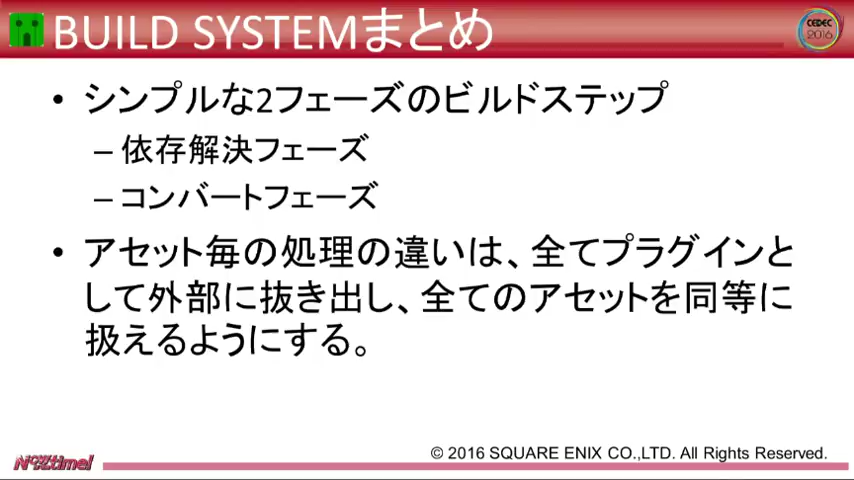 BUILD SYSTEMまとめ
CEDEC
2016
• シンプルな2フェーズのビルドステップ
– 依存解決フェーズ
– コンバートフェーズ
• アセット毎の処理の違いは、全てプラグインと
して外部に抜き出し、全てのアセットを同等に
扱えるようにする。
© 2016 SQUARE ENIX CO.,LTD. All Rights Reserved.